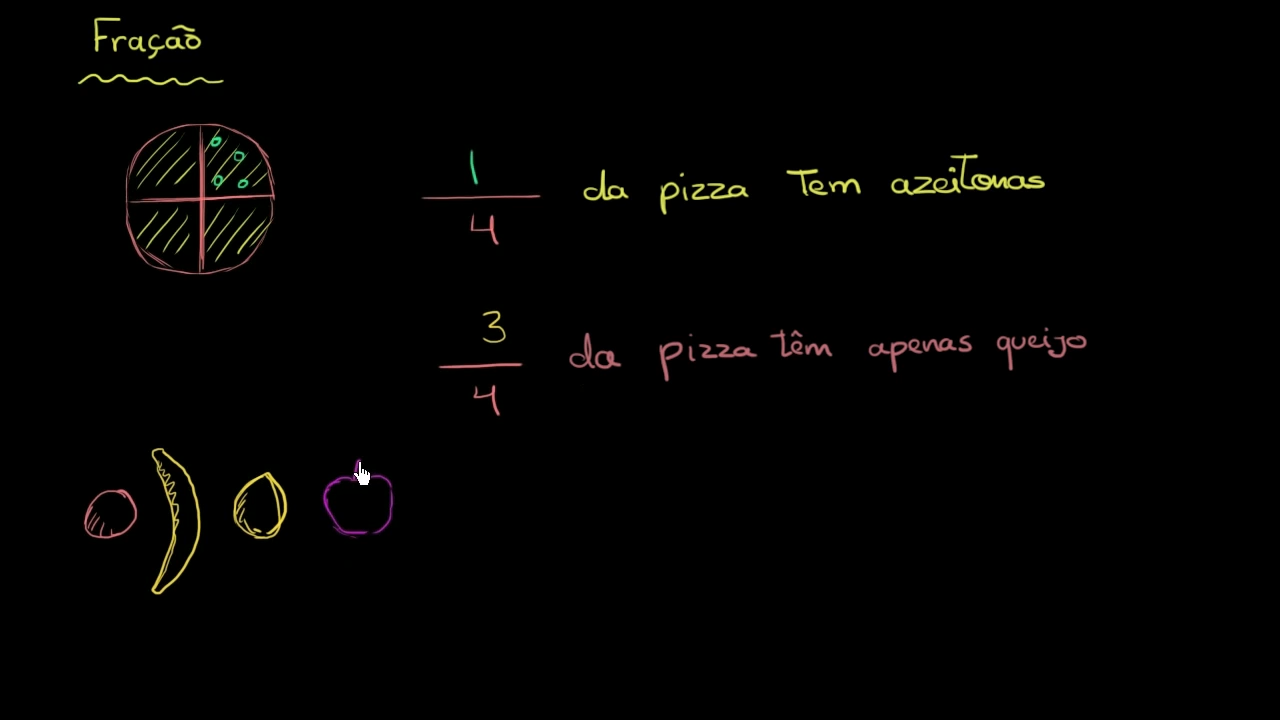 Fração
1/4 da pizza Tem azeitonas
3/4 da pizza têm apenas queijo